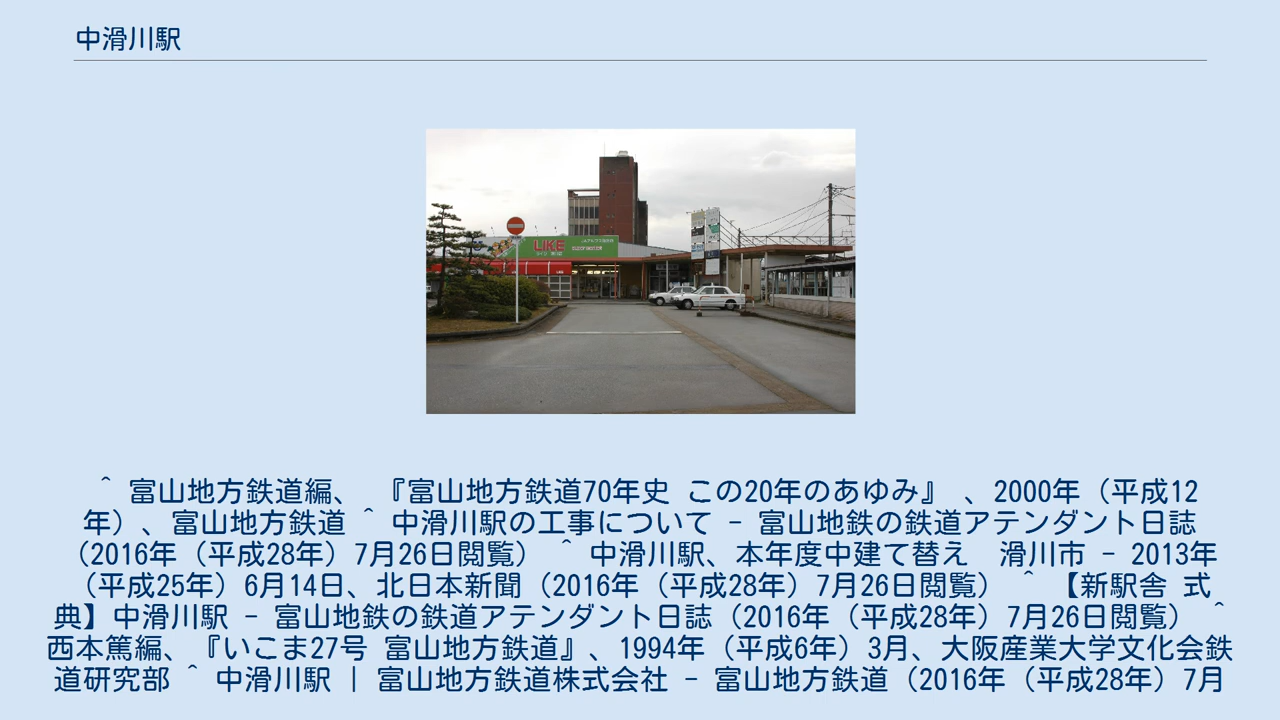 中滑川駅
LIKE
^ 富山地方鉄道編、 『富山地方鉄道70年史 この20年のあゆみ』 、2000年（平成12
年）、富山地方鉄道 ^ 中滑川駅の工事について - 富山地鉄の鉄道アテンダント日誌
（2016年（平成28年）7月26日閲覧） ^ 中滑川駅、本年度中建て替え　滑川市 - 2013年
（平成25年）6月14日、北日本新聞（2016年（平成28年）7月26日閲覧） ^ 【新駅舎 式
典】中滑川駅 - 富山地鉄の鉄道アテンダント日誌（2016年（平成28年）7月26日閲覧） ^
西本篤編、『いこま27号 富山地方鉄道』、1994年（平成6年）3月、大阪産業大学文化会鉄
道研究部 ^ 中滑川駅 | 富山地方鉄道株式会社 - 富山地方鉄道（2016年（平成28年）7月